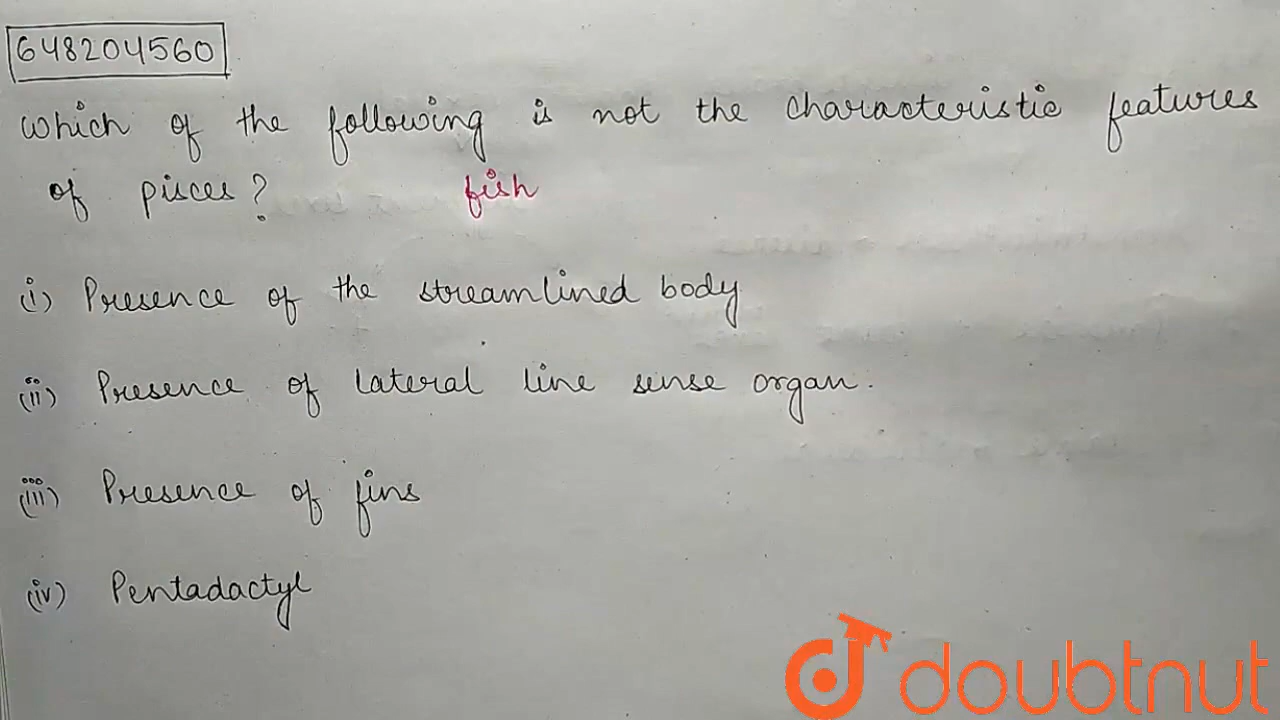 648204560
Which of the following is not the characteristic features
of pisces? fish
(i) Presence of the streamlined body
(ii) Presence of lateral line sense organ.
(iii) Presence of fins
(iv) Pentadactyl
doubtnut